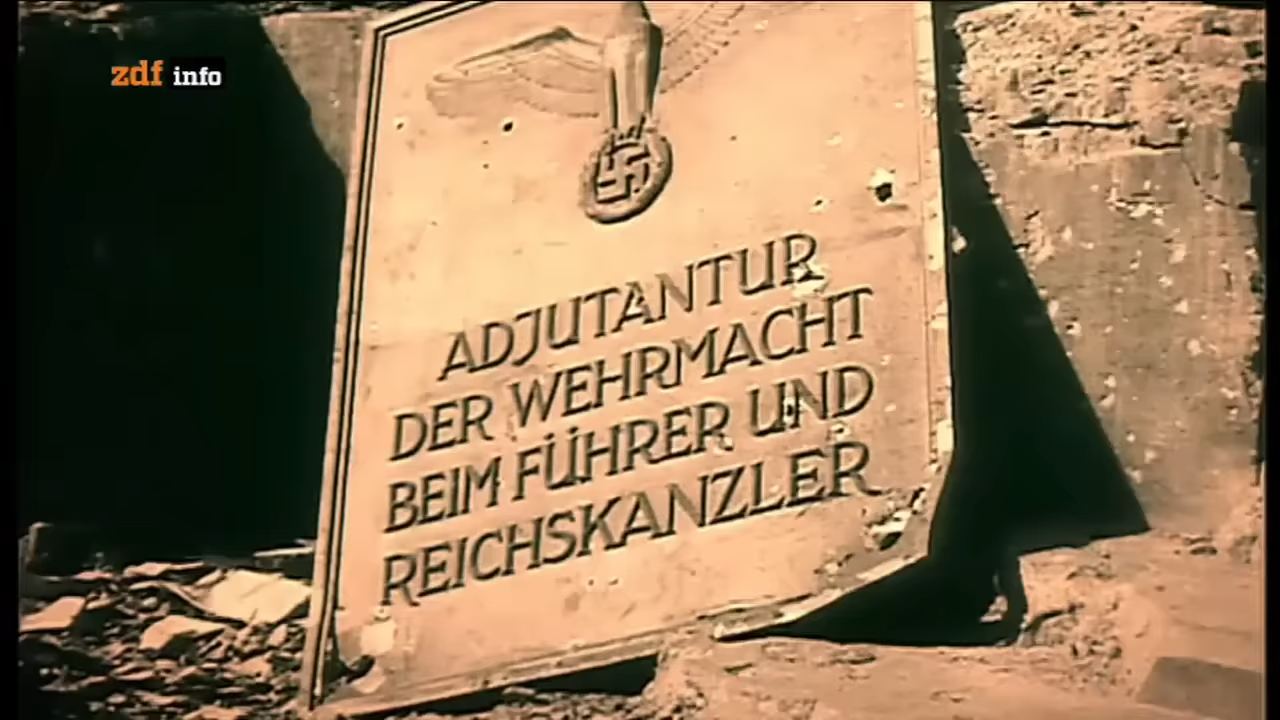 zdf info
ADJUTANTUR
DER WEHRMACHT
BEIM FÜHRER UND
REICHSKANZLER